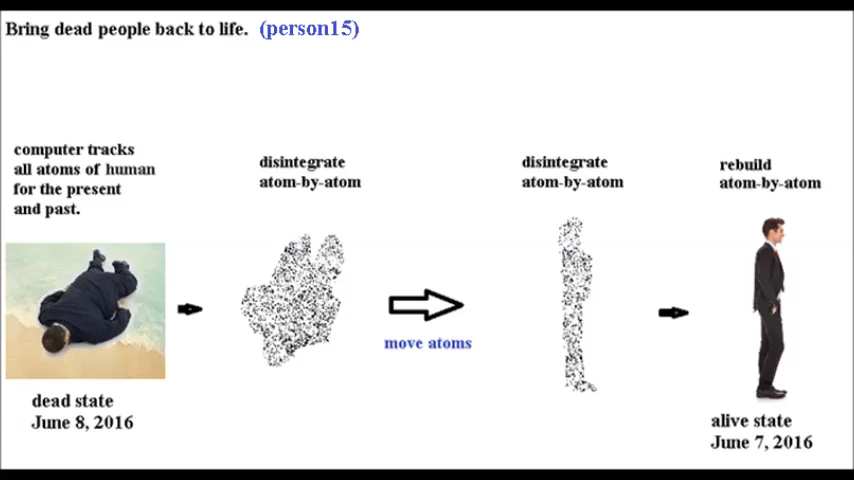 Bring dead people back to life. (person15)
computer tracks
all atoms of human
for the present
and past.
disintegrate
atom-by-atom
disintegrate
atom-by-atom
rebuild
atom-by-atom
move atoms
dead state
June 8, 2016
alive state
June 7, 2016